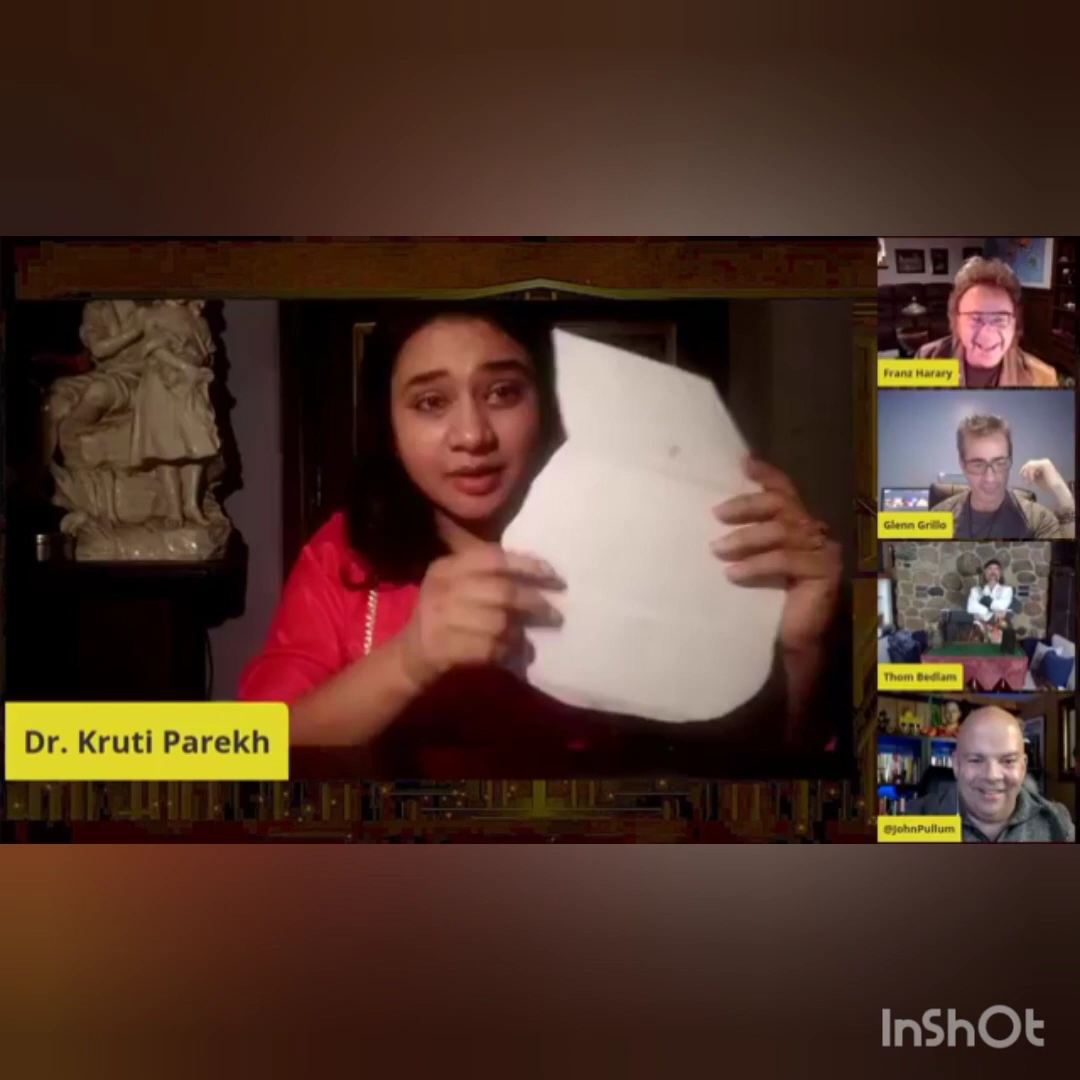 Franz Harary
Glenn Grillo
Thom Bedlam
Dr. Kruti Parekh
@JohnPullum
InShOt